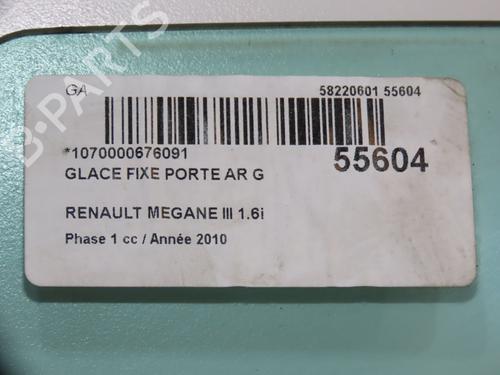 GA 58220601 55604
*1070000676091 55604
GLACE FIXE PORTE AR G
RENAULT MEGANE III 1.6i
Phase 1 cc / Année 2010
B-PARTS